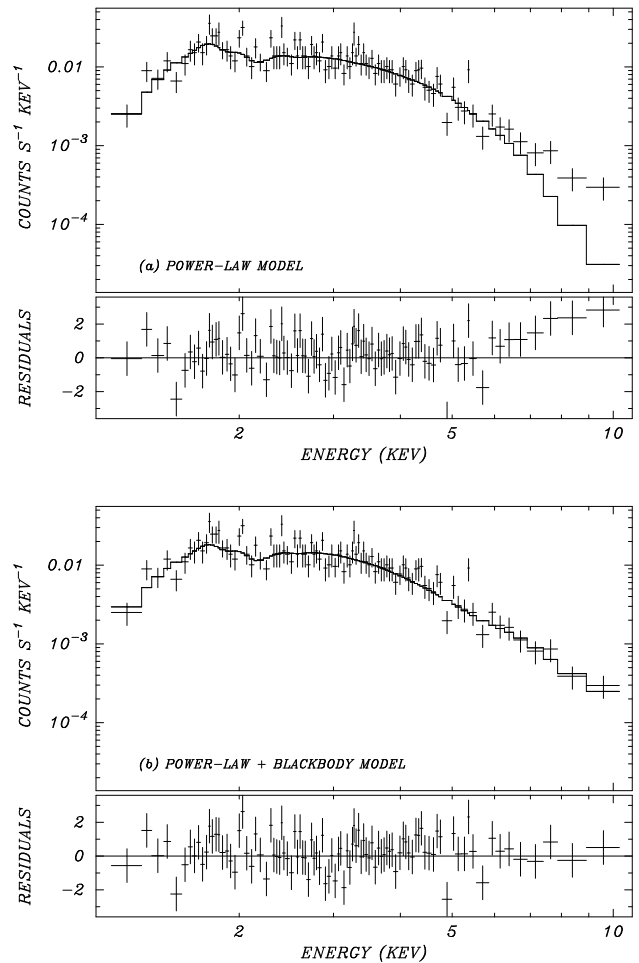 0.01
10⁻³
10⁻⁴
COUNTS S⁻¹ KEV⁻¹
(a) POWER-LAW MODEL
2
0
-2
RESIDUALS
2
5
10
ENERGY (KEV)
0.01
10⁻³
10⁻⁴
COUNTS S⁻¹ KEV⁻¹
(b) POWER-LAW + BLACKBODY MODEL
2
0
-2
RESIDUALS
2
5
10
ENERGY (KEV)